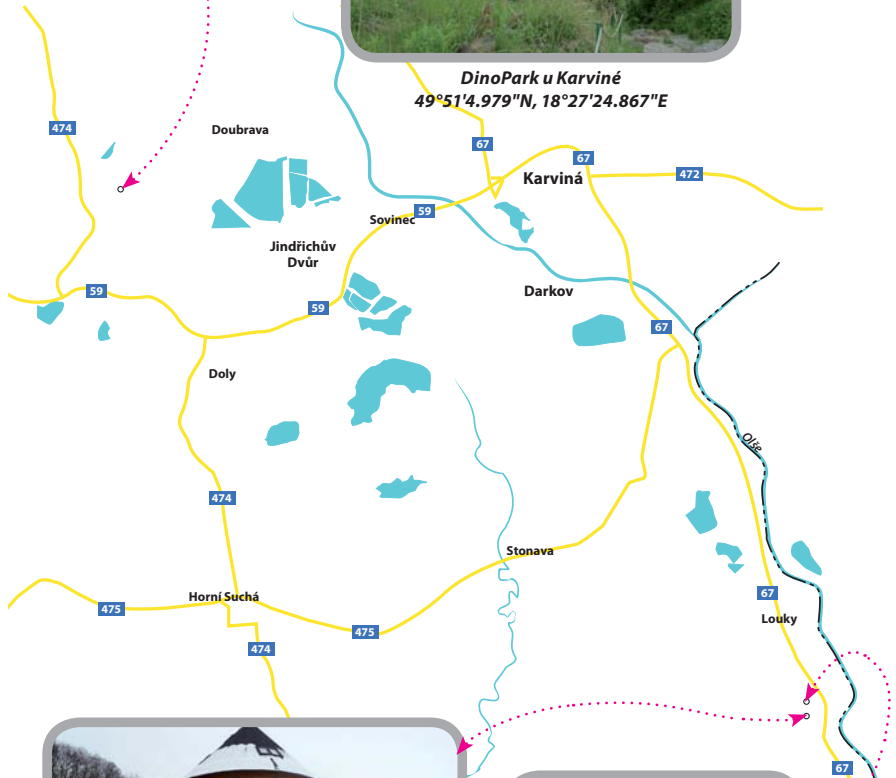 DinoPark u Karviné
49°51'4.979"N, 18°27'24.867"E
474
Doubrava
67
67
472
Karviná
59
Sovinec
Jindřichův
Dvůr
59
59
Darkov
67
Doly
Olše
474
Stonava
67
Horní Suchá
475
475
Louky
474
67